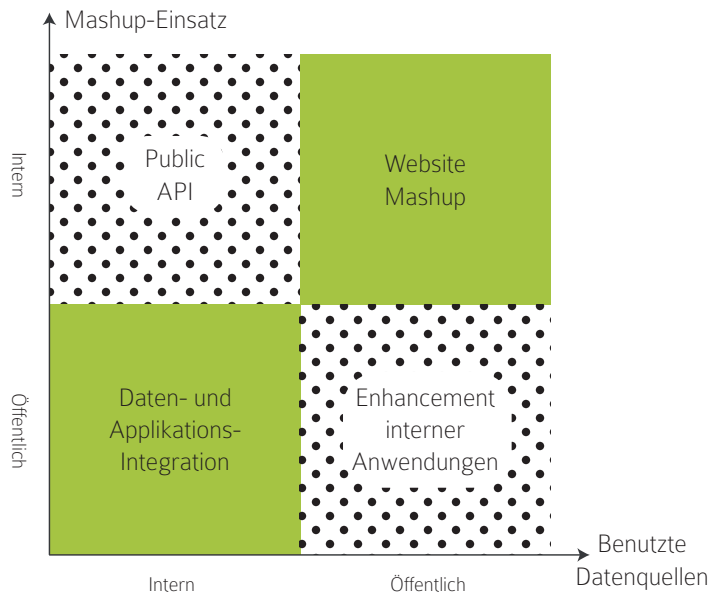 Mashup-Einsatz
Intern
Öffentlich
Public
API
Website
Mashup
Daten- und
Applikations-
Integration
Enhancement
interner
Anwendungen
Benutzte
Datenquellen
Intern
Öffentlich